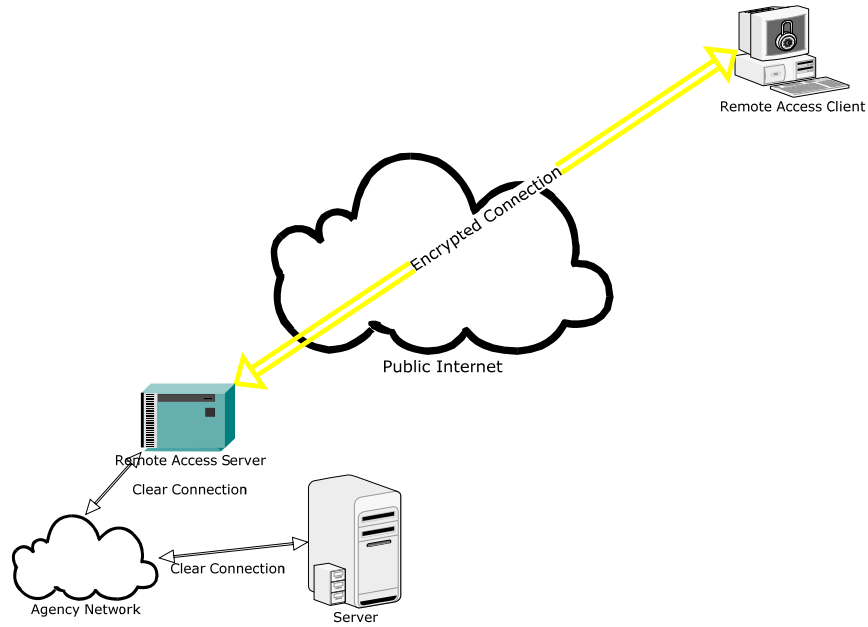 Remote Access Client
Encrypted Connection
Public Internet
Remote Access Server
Clear Connection
Clear Connection
Agency Network
Server